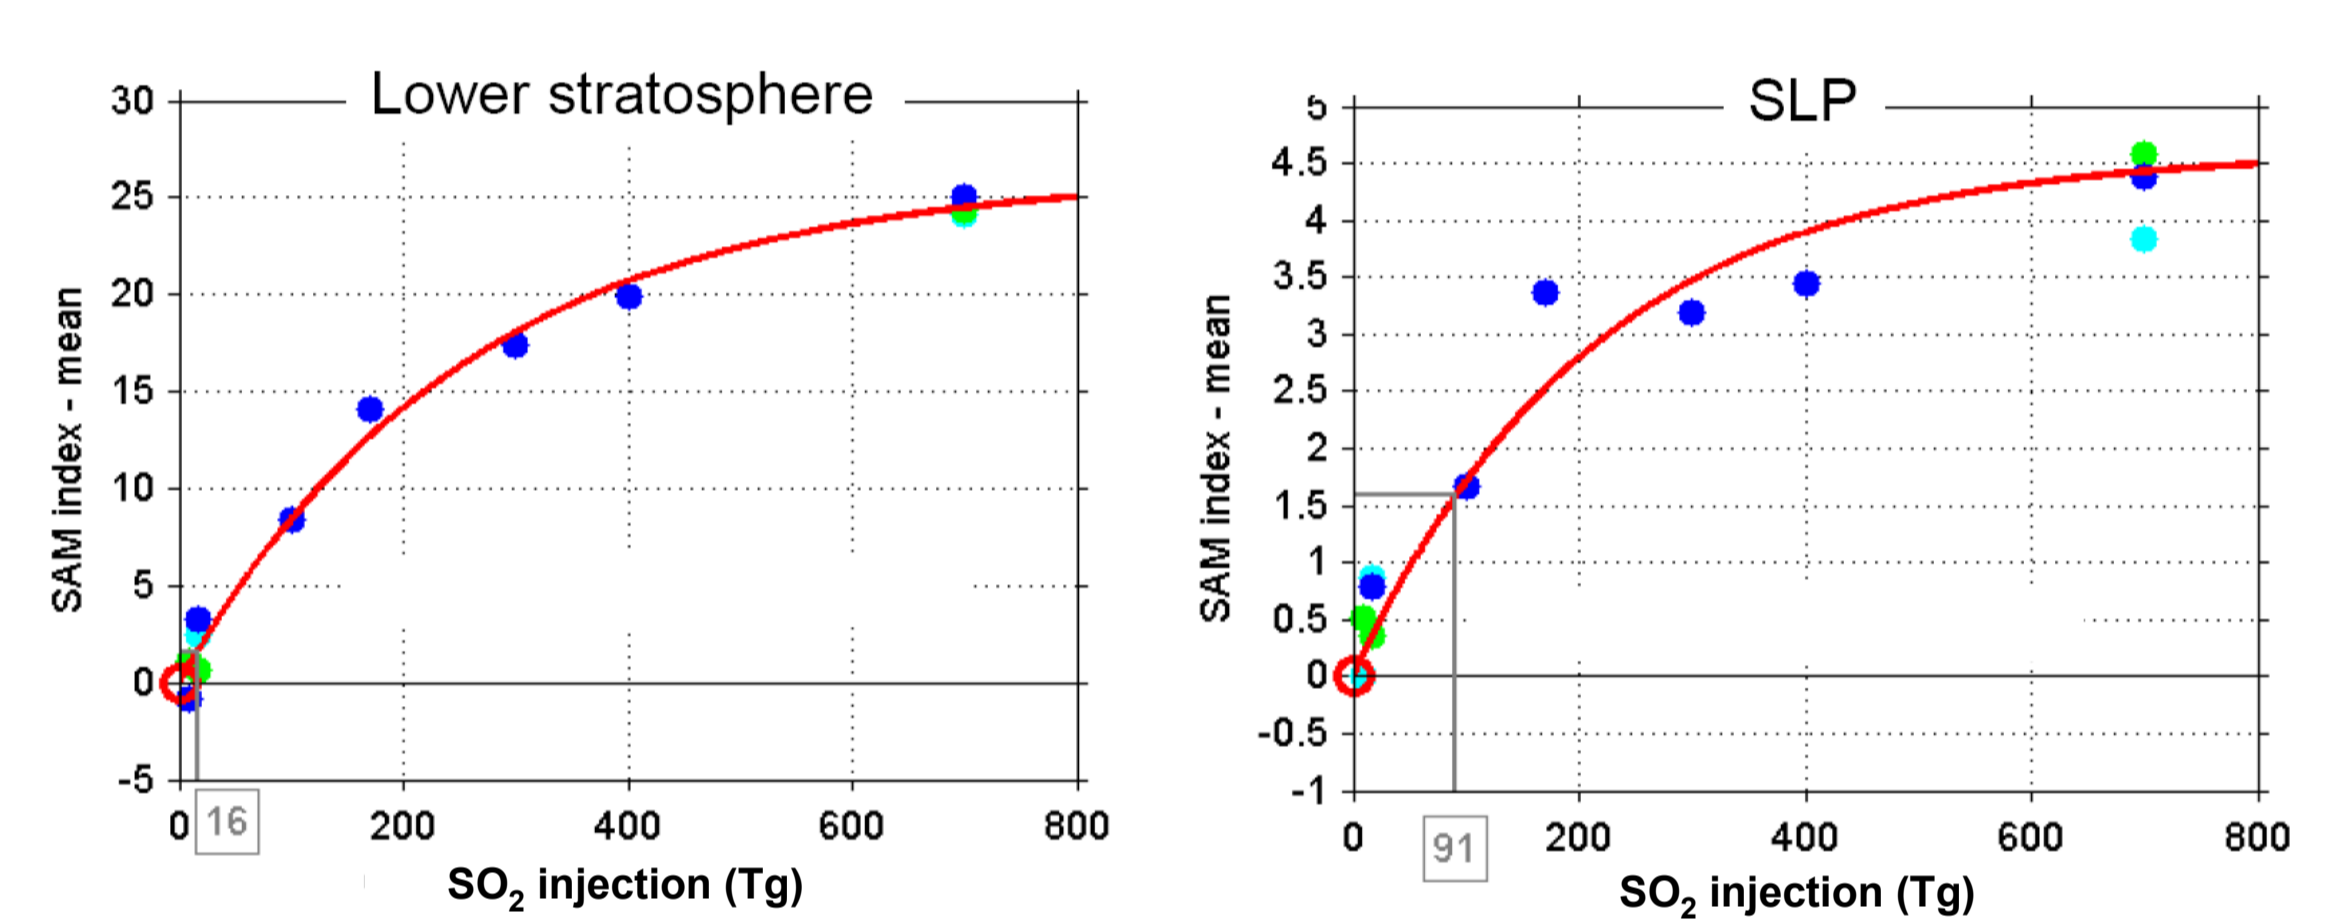 Lower stratosphere
30
25
20
15
10
5
0
-5
SAM index - mean
0 200 400 600 800
16
SO2 injection (Tg)
SLP
5
4.5
4
3.5
3
2.5
2
1.5
1
0.5
0
-0.5
-1
SAM index - mean
0 200 400 600 800
91
SO2 injection (Tg)